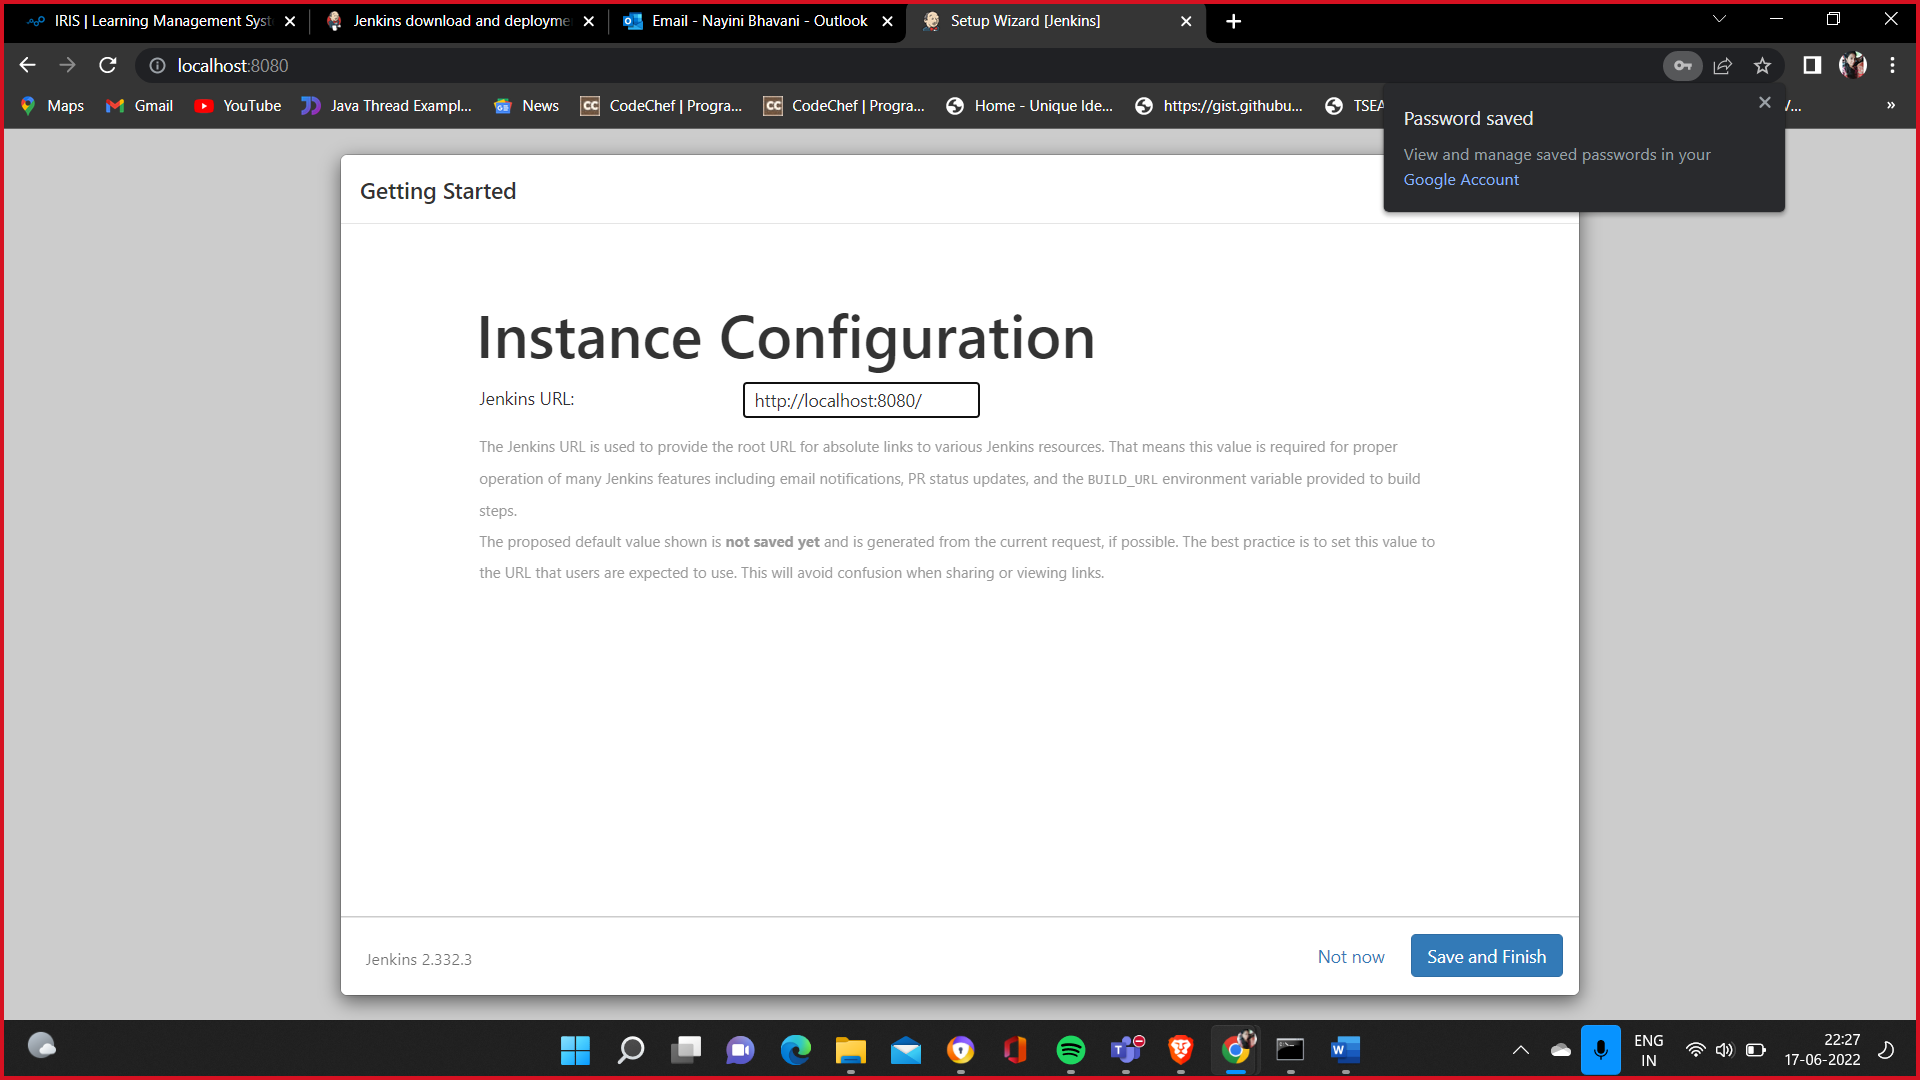 IRIS | Learning Management Syst
Jenkins download and deployme
Email - Nayini Bhavani - Outlook
Setup Wizard [Jenkins]
localhost:8080
Maps
Gmail
YouTube
Java Thread Exampl...
News
CodeChef | Progra...
CodeChef | Progra...
Home - Unique Ide...
https://gist.githubu...
TSEA
/...
»
Password saved
View and manage saved passwords in your
Google Account
Getting Started
Instance Configuration
Jenkins URL:
http://localhost:8080/
The Jenkins URL is used to provide the root URL for absolute links to various Jenkins resources. That means this value is required for proper
operation of many Jenkins features including email notifications, PR status updates, and the BUILD_URL environment variable provided to build
steps.
The proposed default value shown is not saved yet and is generated from the current request, if possible. The best practice is to set this value to
the URL that users are expected to use. This will avoid confusion when sharing or viewing links.
Jenkins 2.332.3
Not now
Save and Finish
ENG
IN
22:27
17-06-2022